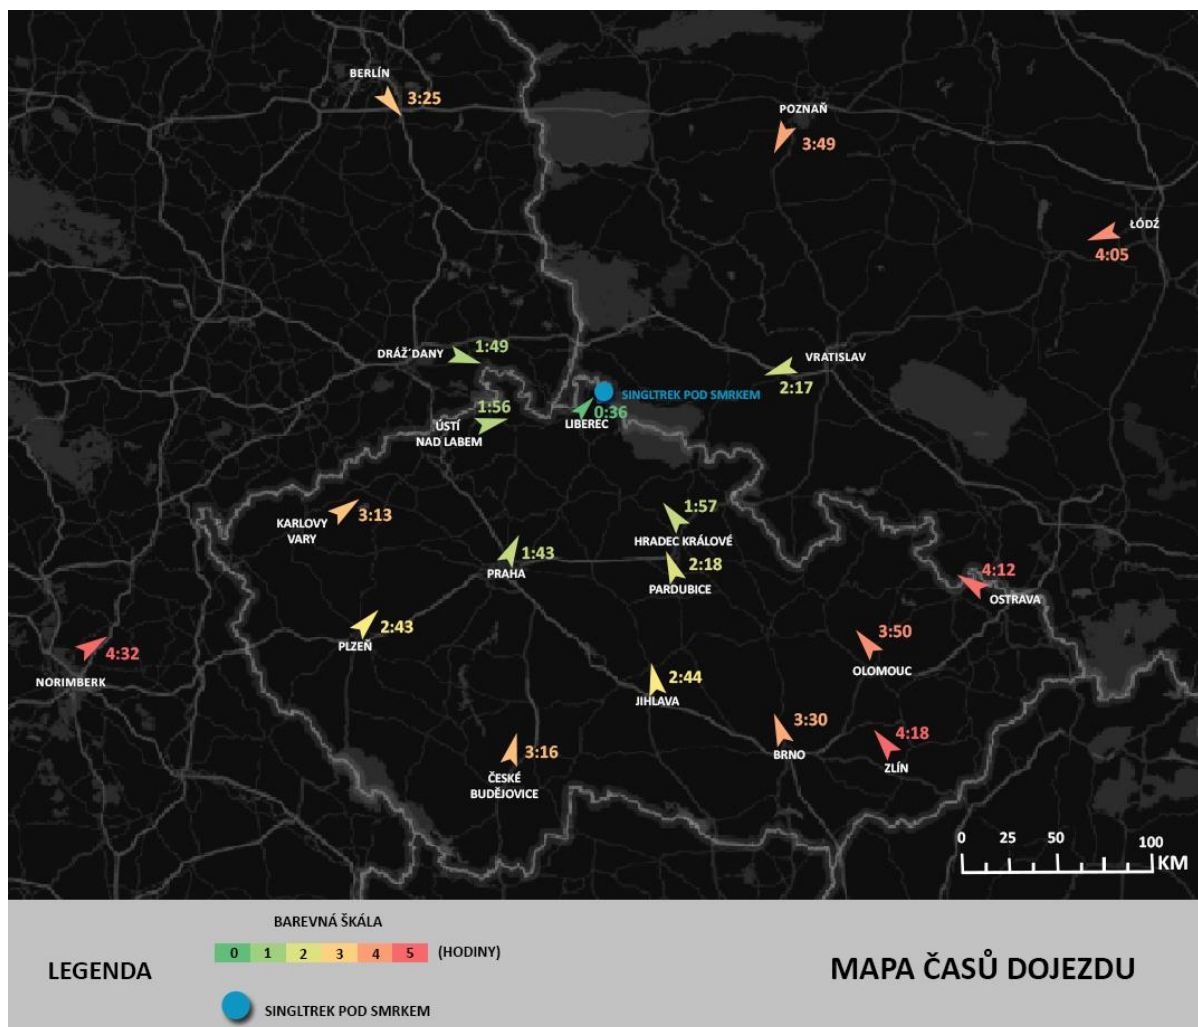 BERLÍN
3:25
POZNAŇ
3:49
ŁÓDŹ
4:05
DRÁŽ´DANY
1:49
VRATISLAV
2:17
SINGLTREK POD SMRKEM
0:36
LIBEREC
1:56
ÚSTÍ
NAD LABEM
KARLOVY
VARY
3:13
1:57
HRADEC KRÁLOVÉ
1:43
PRAHA
2:18
PARDUBICE
4:12
OSTRAVA
2:43
PLZEŇ
3:50
OLOMOUC
4:32
NORIMBERK
2:44
JIHLAVA
3:30
BRNO
4:18
ZLÍN
3:16
ČESKÉ
BUDĚJOVICE
0 25 50 100
KM
BAREVNÁ ŠKÁLA
0 1 2 3 4 5 (HODINY)
LEGENDA
MAPA ČASŮ DOJEZDU
SINGLTREK POD SMRKEM